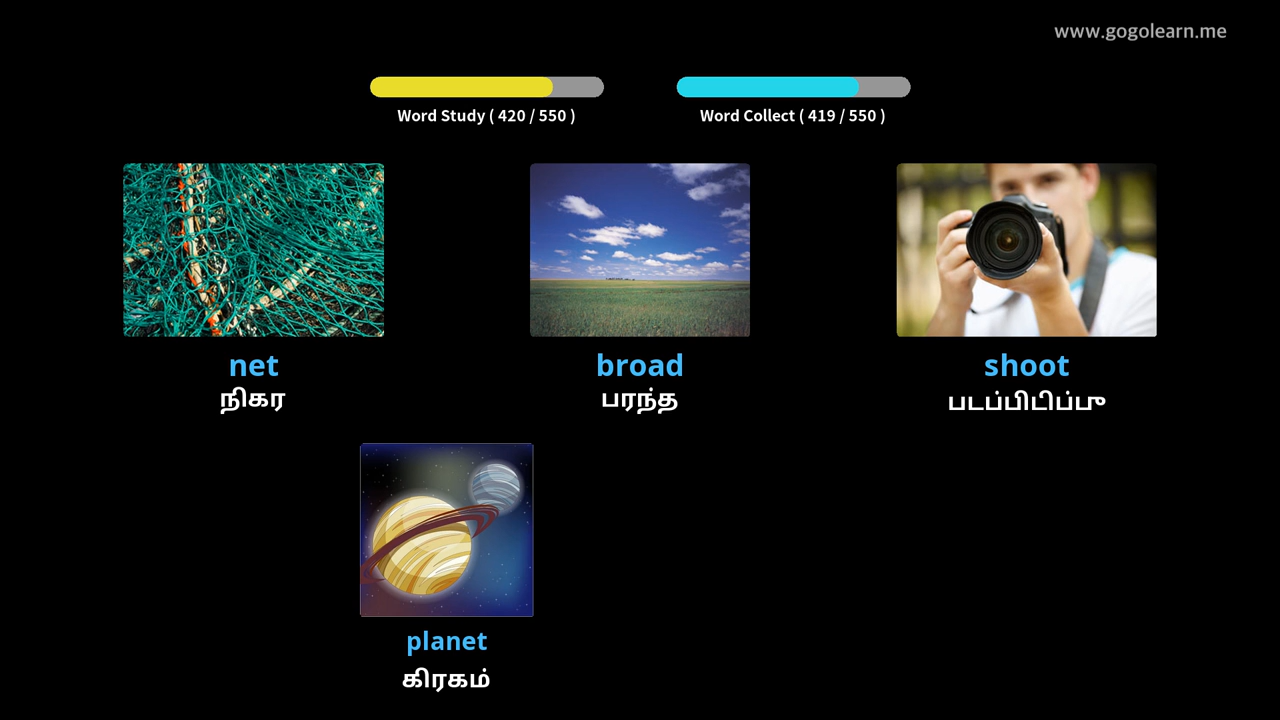 www.gogolearn.me
Word Study ( 420 / 550 )
Word Collect ( 419 / 550 )
net
broad
shoot
நிகர
பரந்த
படப்பிடிப்பு
planet
கிரகம்